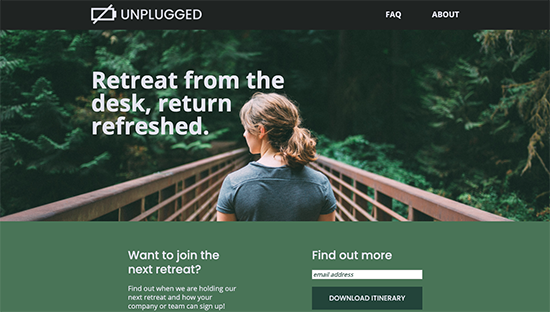 UNPLUGGED
FAQ ABOUT
Retreat from the
desk, return
refreshed.
Want to join the
next retreat?
Find out when we are holding our
next retreat and how your
company or team can sign up!
Find out more
email address
DOWNLOAD ITINERARY